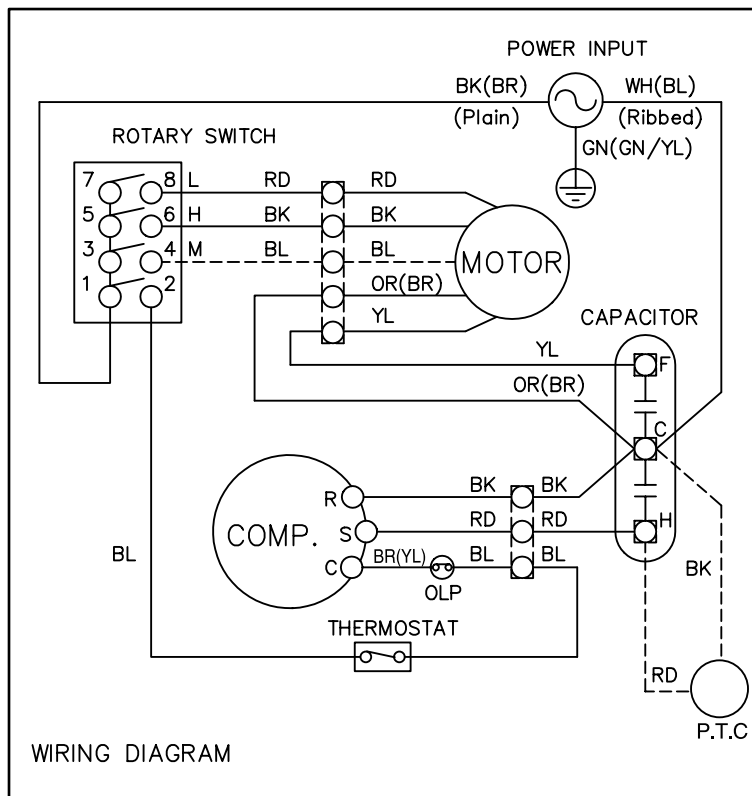 POWER INPUT
BK(BR) WH(BL)
(Plain) (Ribbed)
GN(GN/YL)
ROTARY SWITCH
7 8 L RD RD
5 6 H BK BK
3 4 M BL BL
MOTOR
1 2
OR(BR)
YL
CAPACITOR
YL F
OR(BR)
C
R BK BK
COMP. S RD RD H
C BR(YL) BL BL
OLP
BL
BK
THERMOSTAT
RD
P.T.C
WIRING DIAGRAM